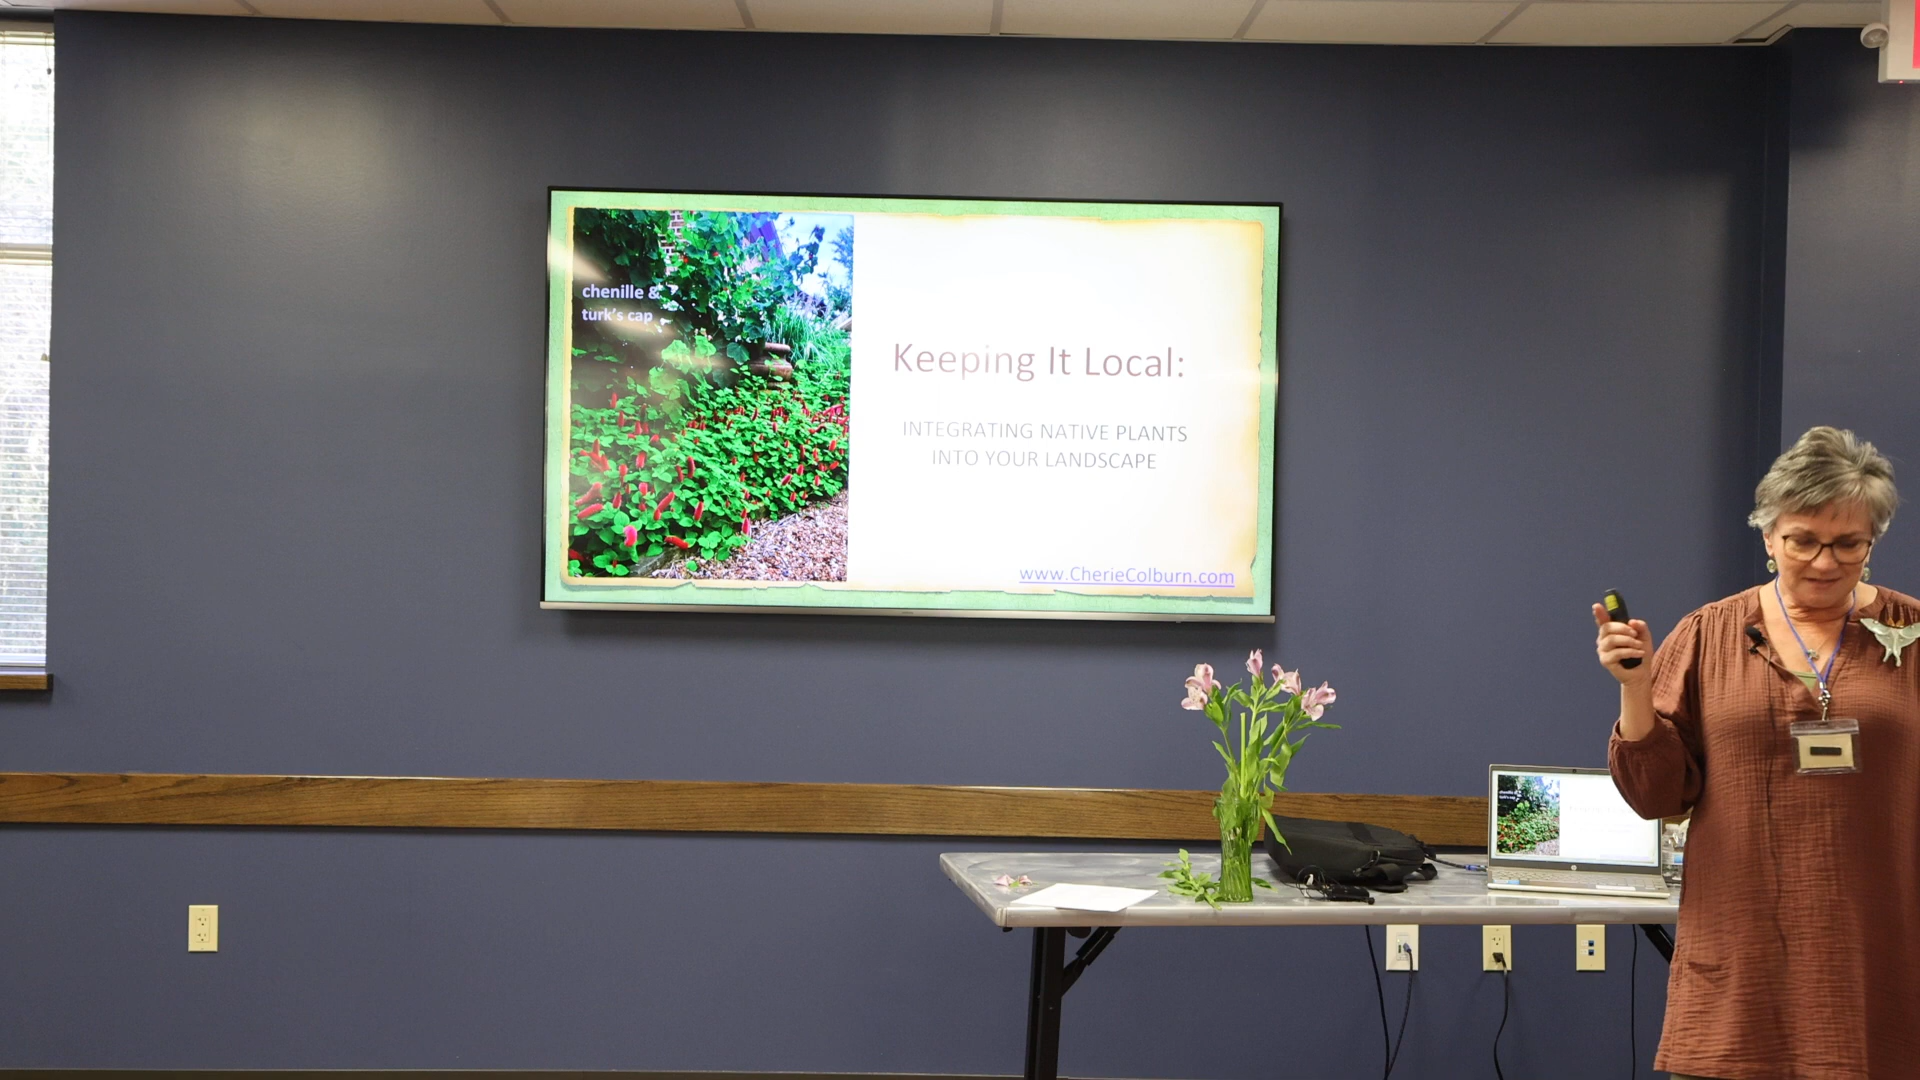 chenille &
turk's cap
Keeping It Local:
INTEGRATING NATIVE PLANTS
INTO YOUR LANDSCAPE
www.CherieColburn.com